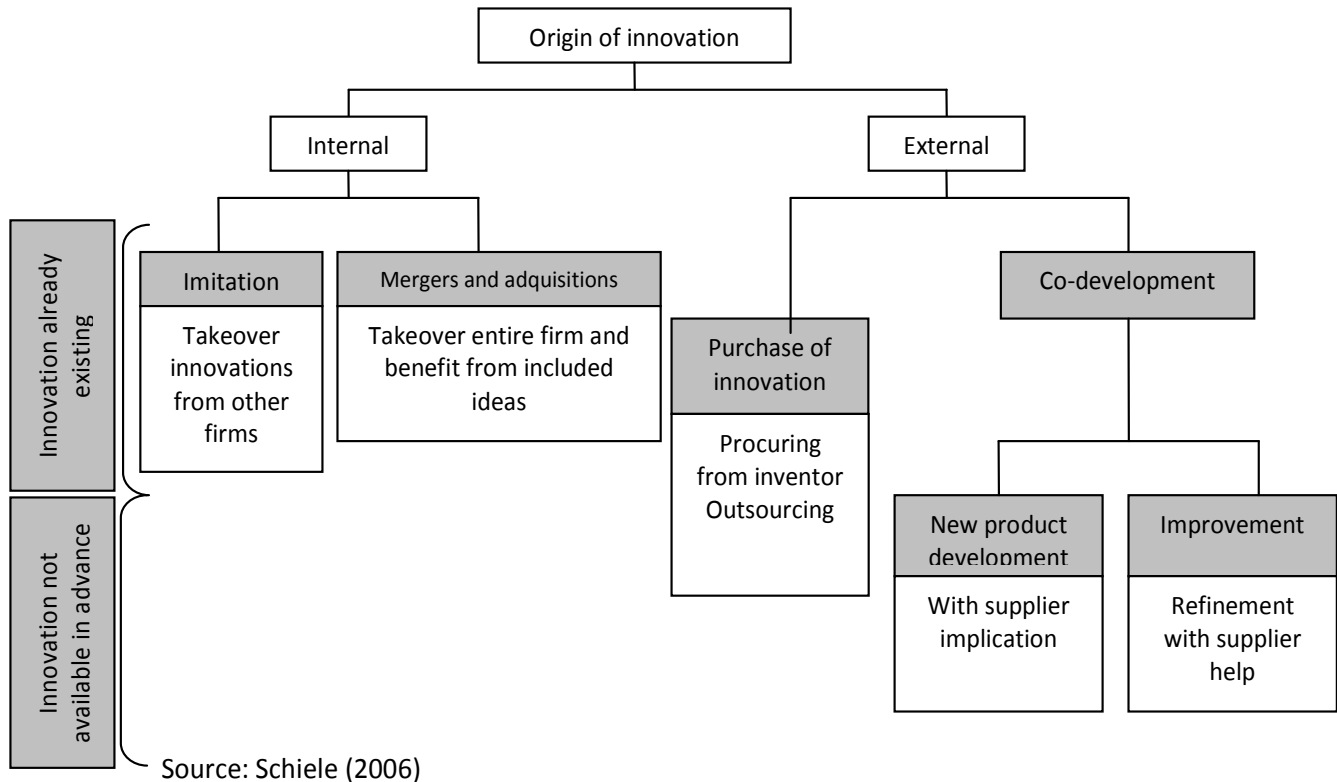 Origin of innovation
Internal
External
Innovation already
existing
Imitation
Takeover
innovations
from other
firms
Mergers and adquisitions
Takeover entire firm and
benefit from included
ideas
Purchase of
innovation
Procuring
from inventor
Outsourcing
Co-development
Innovation not
available in advance
New product
development
With supplier
implication
Improvement
Refinement
with supplier
help
Source: Schiele (2006)